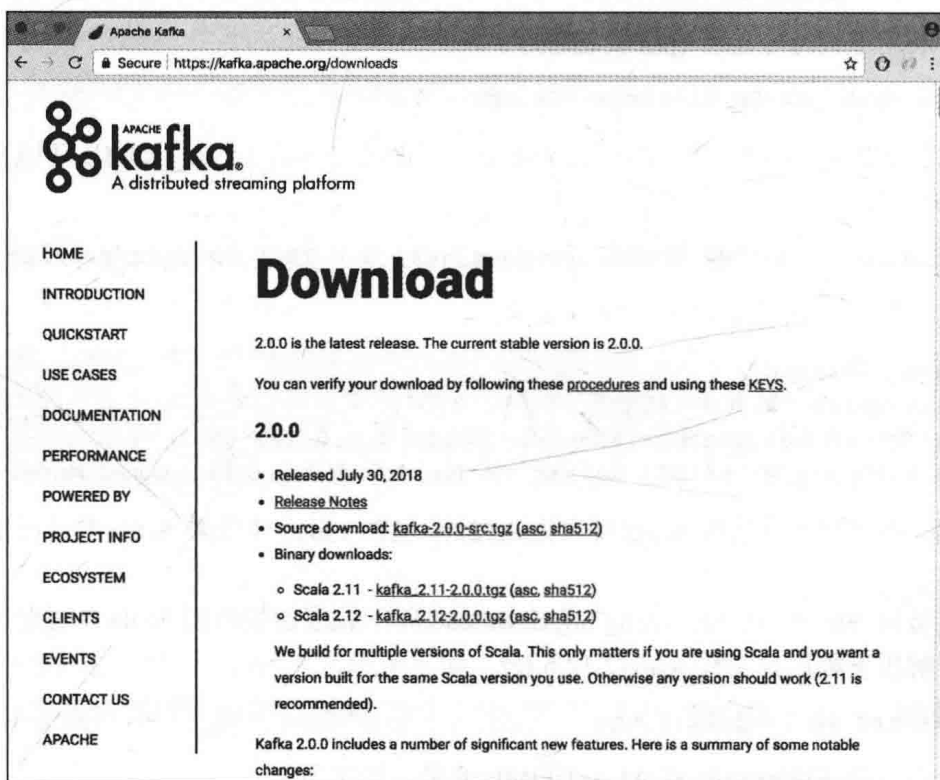 Apache Kafka
Secure https://kafka.apache.org/downloads
APACHE
kafka®
A distributed streaming platform
HOME
INTRODUCTION
QUICKSTART
USE CASES
DOCUMENTATION
PERFORMANCE
POWERED BY
PROJECT INFO
ECOSYSTEM
CLIENTS
EVENTS
CONTACT US
APACHE
Download
2.0.0 is the latest release. The current stable version is 2.0.0.
You can verify your download by following these procedures and using these KEYS.
2.0.0
• Released July 30, 2018
• Release Notes
• Source download: kafka-2.0.0-src.tgz (asc, sha512)
• Binary downloads:
◦ Scala 2.11 - kafka_2.11-2.0.0.tgz (asc, sha512)
◦ Scala 2.12 - kafka_2.12-2.0.0.tgz (asc, sha512)
We build for multiple versions of Scala. This only matters if you are using Scala and you want a
version built for the same Scala version you use. Otherwise any version should work (2.11 is
recommended).
Kafka 2.0.0 includes a number of significant new features. Here is a summary of some notable
changes: